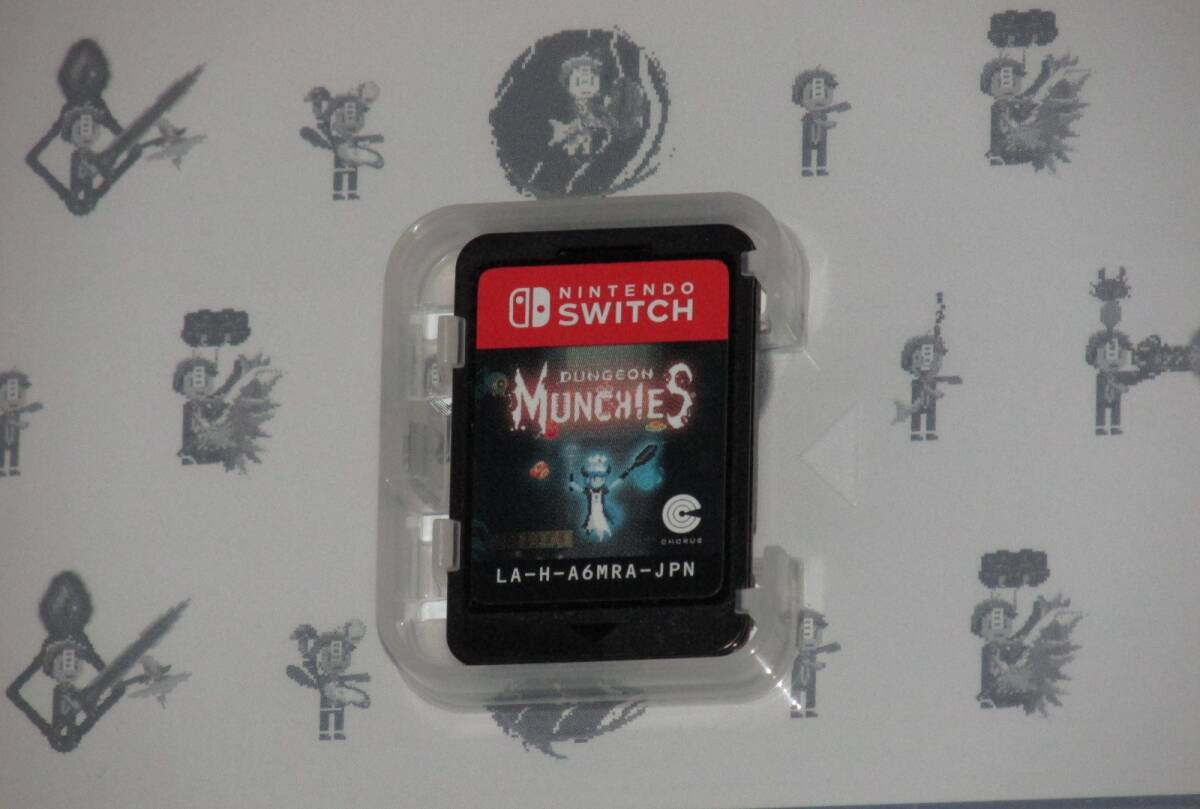 NINTENDO
SWITCH
DUNGEON
MUNCHIES
CHORUS
LA-H-A6MRA-JPN